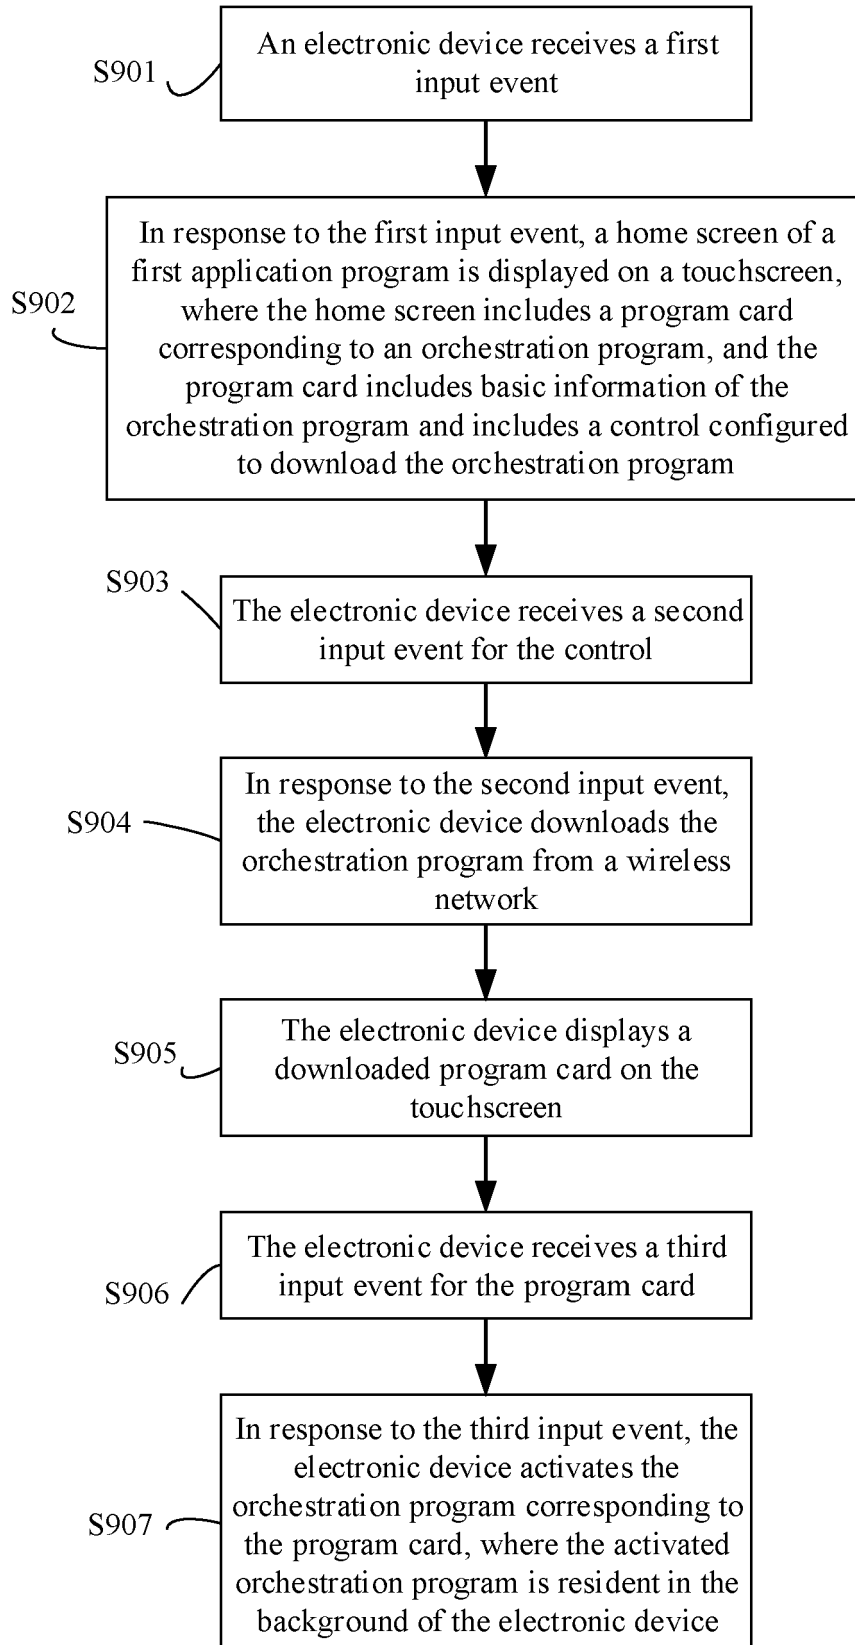 S901
An electronic device receives a first
input event
S902
In response to the first input event, a home screen of a
first application program is displayed on a touchscreen,
where the home screen includes a program card
corresponding to an orchestration program, and the
program card includes basic information of the
orchestration program and includes a control configured
to download the orchestration program
S903
The electronic device receives a second
input event for the control
S904
In response to the second input event,
the electronic device downloads the
orchestration program from a wireless
network
S905
The electronic device displays a
downloaded program card on the
touchscreen
S906
The electronic device receives a third
input event for the program card
S907
In response to the third input event, the
electronic device activates the
orchestration program corresponding to
the program card, where the activated
orchestration program is resident in the
background of the electronic device